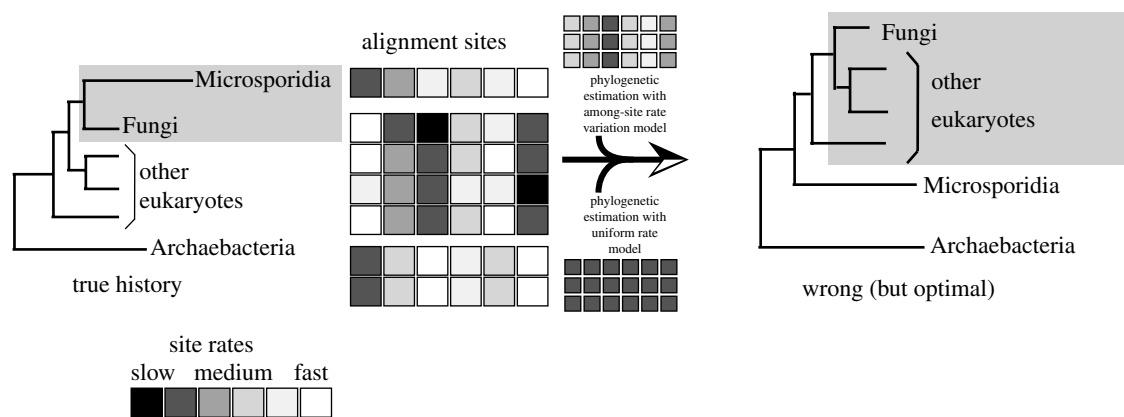 Microsporidia
Fungi
other
eukaryotes
Archaebacteria
true history
alignment sites
phylogenetic
estimation with
among-site rate
variation model
phylogenetic
estimation with
uniform rate
model
Fungi
other
eukaryotes
Microsporidia
Archaebacteria
wrong (but optimal)
site rates
slow medium fast